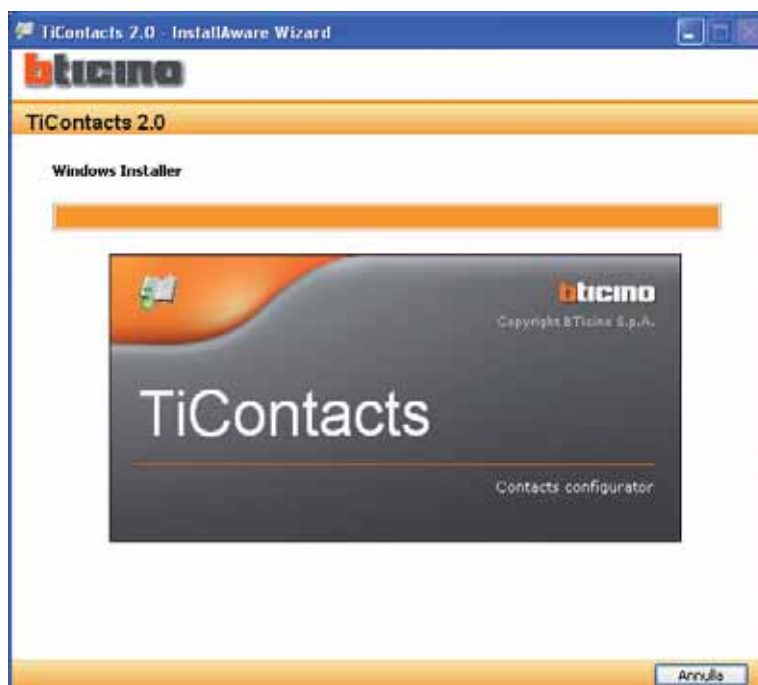 TiContacts 2.0 - InstallAware Wizard
bticino
TiContacts 2.0
Windows Installer
bticino
Copyright BTicino S.p.A.
TiContacts
Contacts configurator
Annulla